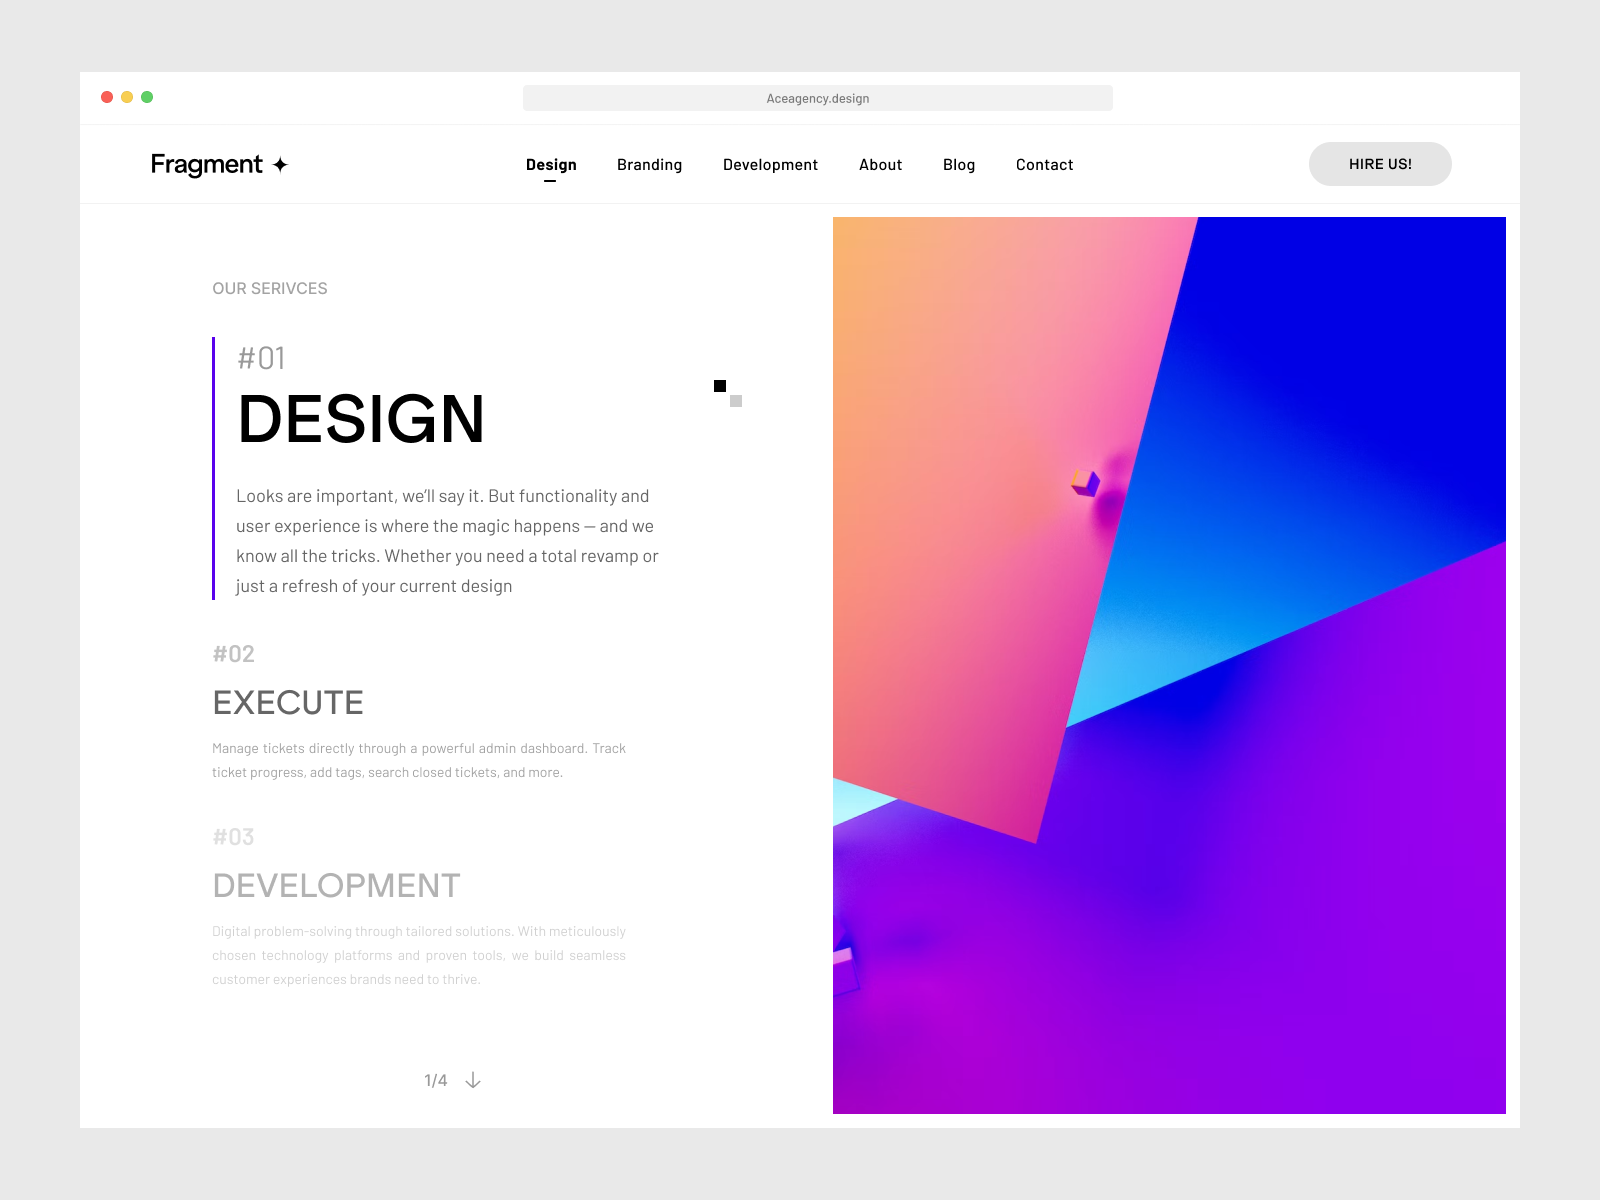 Aceagency.design
Fragment
Design Branding Development About Blog Contact
HIRE US!
OUR SERIVCES
#01
DESIGN
Looks are important, we’ll say it. But functionality and
user experience is where the magic happens — and we
know all the tricks. Whether you need a total revamp or
just a refresh of your current design
#02
EXECUTE
Manage tickets directly through a powerful admin dashboard. Track
ticket progress, add tags, search closed tickets, and more.
#03
DEVELOPMENT
Digital problem-solving through tailored solutions. With meticulously
chosen technology platforms and proven tools, we build seamless
customer experiences brands need to thrive.
1/4